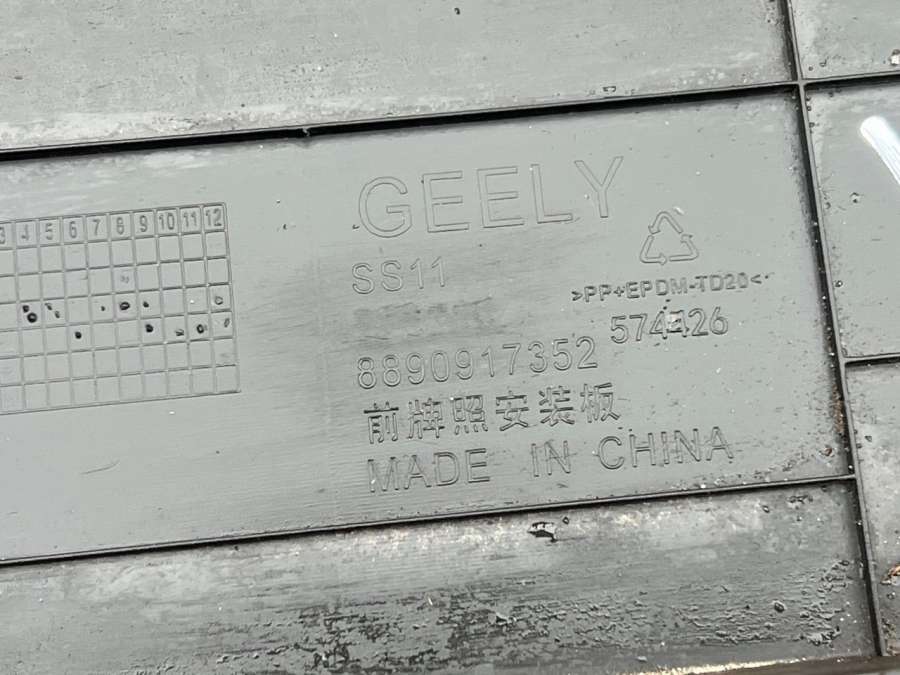 GEELY
SS11
>PP+EPDM-TD20<
574426
8890917352
前牌照安装板
MADE IN CHINA
3 4 5 6 7 8 9 10 11 12